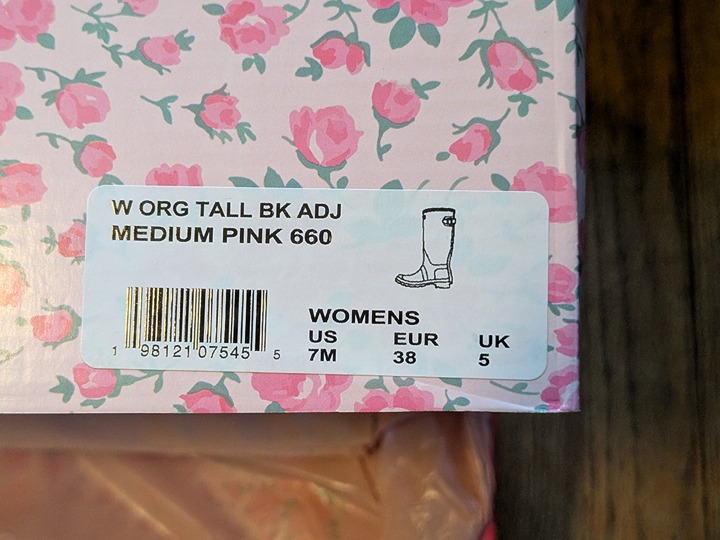 W ORG TALL BK ADJ
MEDIUM PINK 660
WOMENS
US EUR UK
7M 38 5
1 98121 07545 5